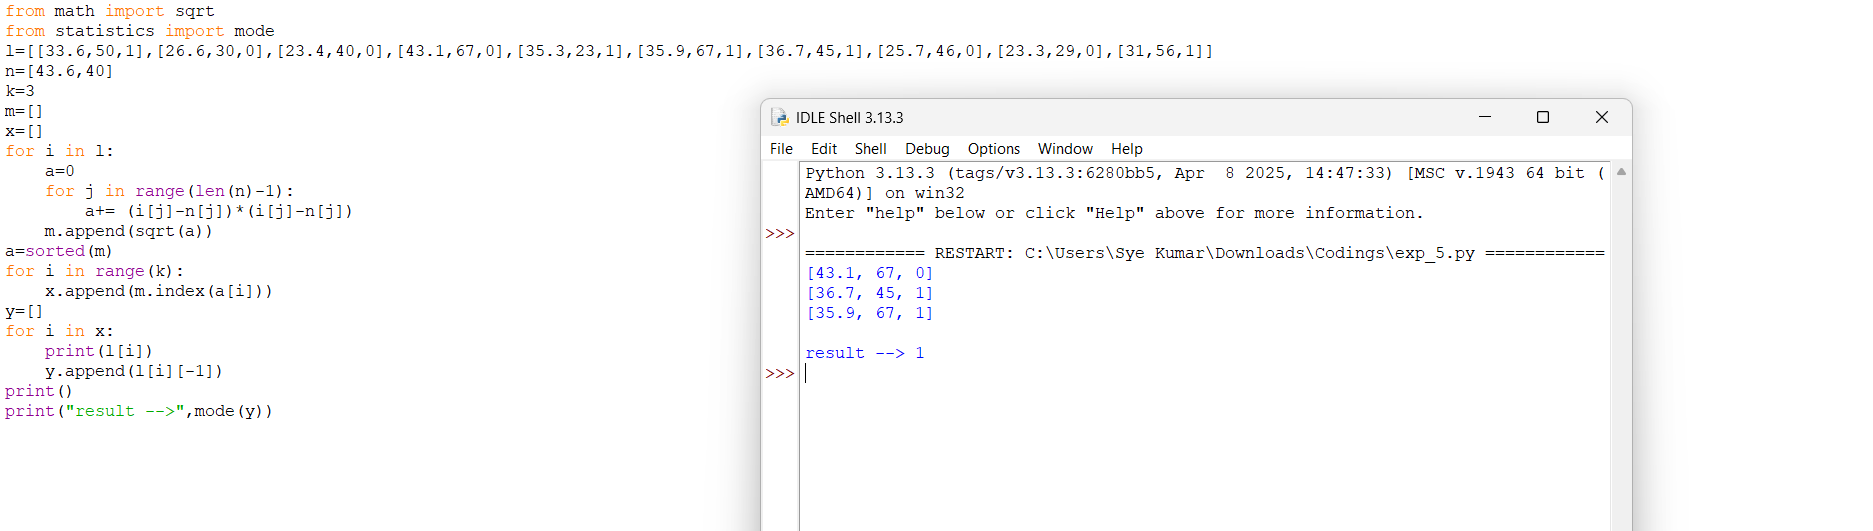 from math import sqrt
from statistics import mode
l=[[33.6,50,1],[26.6,30,0],[23.4,40,0],[43.1,67,0],[35.3,23,1],[35.9,67,1],[36.7,45,1],[25.7,46,0],[23.3,29,0],[31,56,1]]
n=[43.6,40]
k=3
m=[]
x=[]
for i in l:
    a=0
    for j in range(len(n)-1):
        a+= (i[j]-n[j])*(i[j]-n[j])
    m.append(sqrt(a))
a=sorted(m)
for i in range(k):
    x.append(m.index(a[i]))
y=[]
for i in x:
    print(l[i])
    y.append(l[i][-1])
print()
print("result -->",mode(y))
IDLE Shell 3.13.3
File Edit Shell Debug Options Window Help
Python 3.13.3 (tags/v3.13.3:6280bb5, Apr  8 2025, 14:47:33) [MSC v.1943 64 bit (
AMD64)] on win32
Enter "help" below or click "Help" above for more information.
>>>
============ RESTART: C:\Users\Sye Kumar\Downloads\Codings\exp_5.py ============
[43.1, 67, 0]
[36.7, 45, 1]
[35.9, 67, 1]
result --> 1
>>>